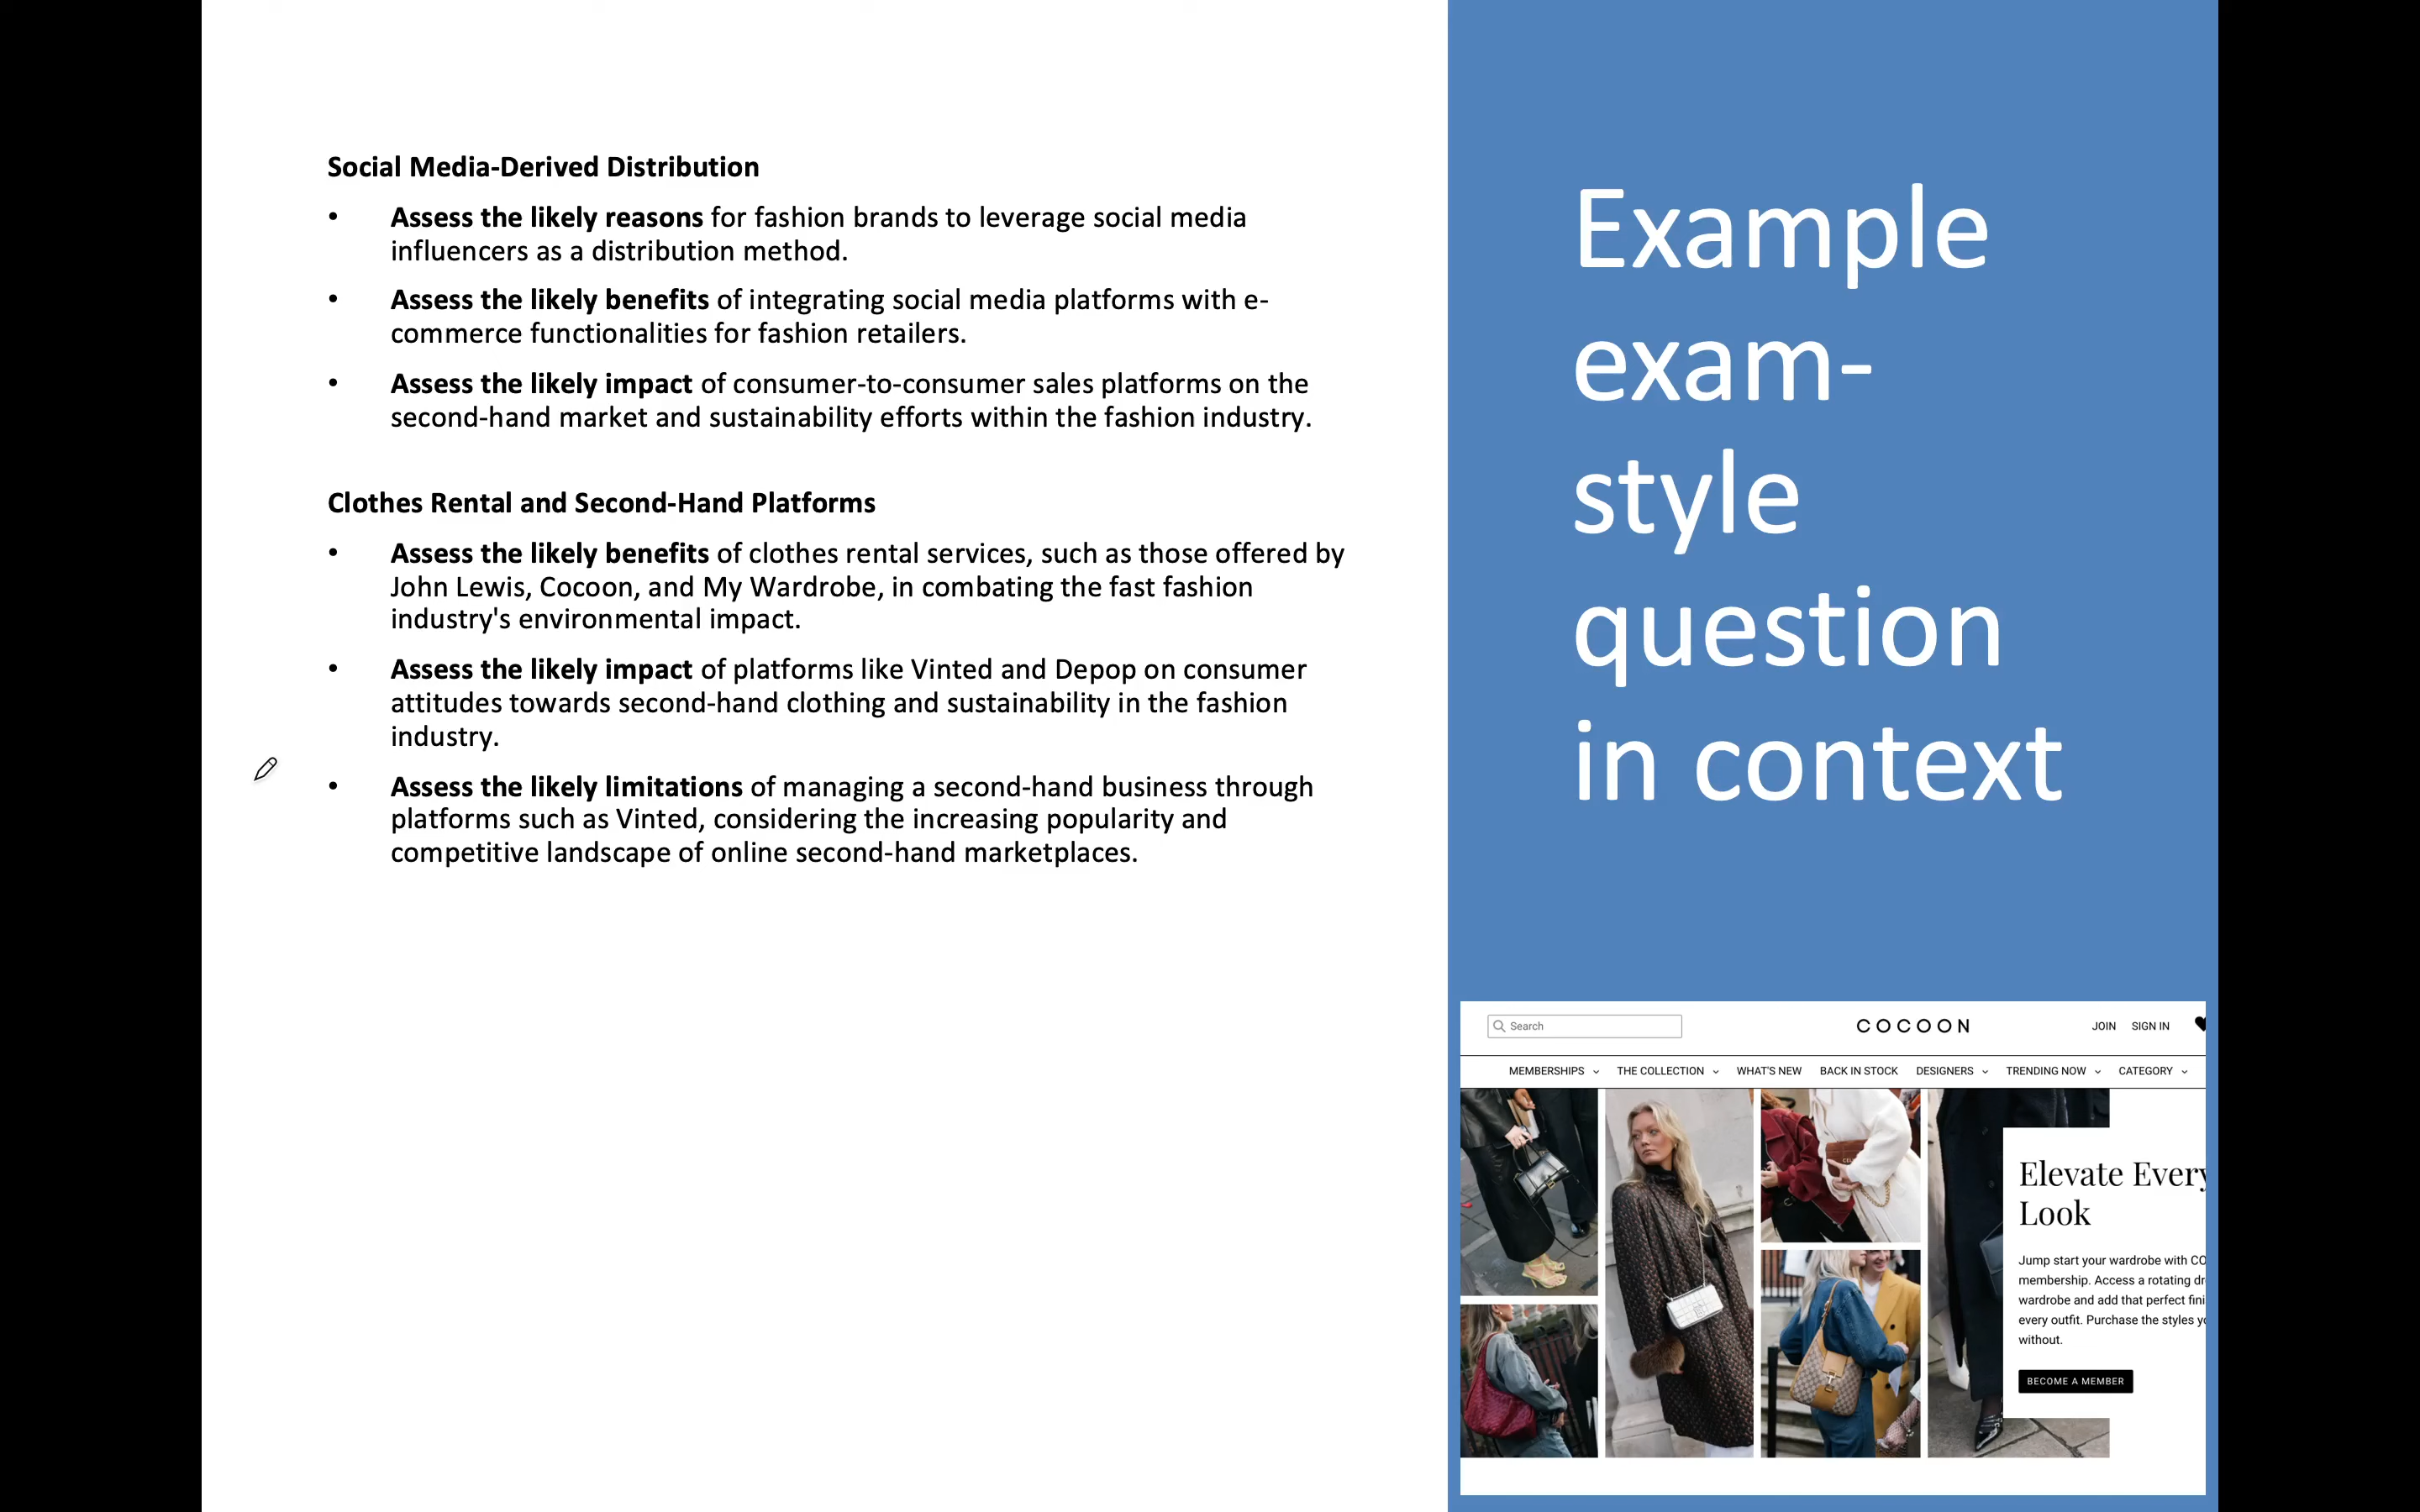 Social Media-Derived Distribution
• Assess the likely reasons for fashion brands to leverage social media
influencers as a distribution method.
• Assess the likely benefits of integrating social media platforms with e-
commerce functionalities for fashion retailers.
• Assess the likely impact of consumer-to-consumer sales platforms on the
second-hand market and sustainability efforts within the fashion industry.
Clothes Rental and Second-Hand Platforms
• Assess the likely benefits of clothes rental services, such as those offered by
John Lewis, Cocoon, and My Wardrobe, in combating the fast fashion
industry's environmental impact.
• Assess the likely impact of platforms like Vinted and Depop on consumer
attitudes towards second-hand clothing and sustainability in the fashion
industry.
• Assess the likely limitations of managing a second-hand business through
platforms such as Vinted, considering the increasing popularity and
competitive landscape of online second-hand marketplaces.
Example
exam-
style
question
in context
Search COCOON JOIN SIGN IN
MEMBERSHIPS THE COLLECTION WHAT'S NEW BACK IN STOCK DESIGNERS TRENDING NOW CATEGORY
Elevate Every
Look
Jump start your wardrobe with CO
membership. Access a rotating dr
wardrobe and add that perfect fini
every outfit. Purchase the styles yo
without.
BECOME A MEMBER